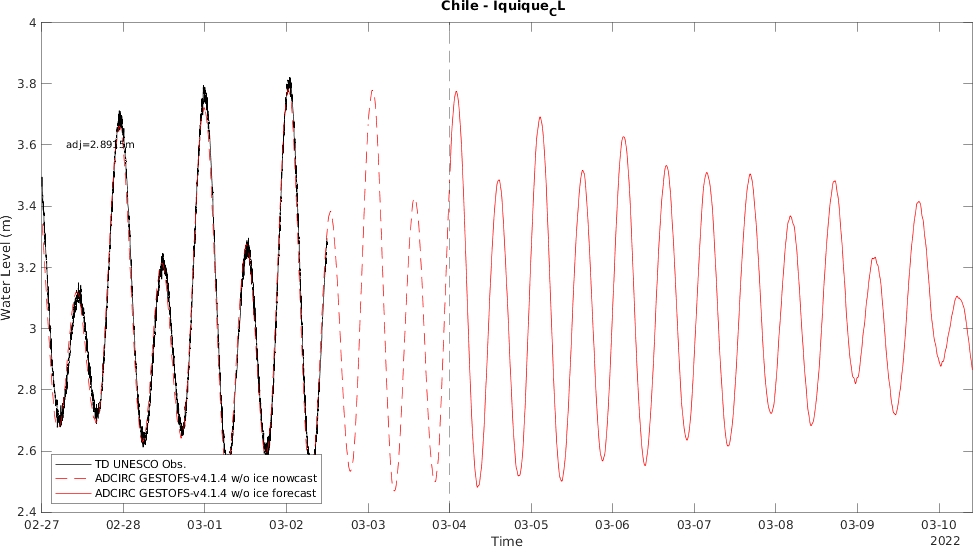 Chile - Iquique_CL
4
3.8
3.6
3.4
3.2
3
2.8
2.6
2.4
Water Level (m)
adj=2.8915m
TD UNESCO Obs.
ADCIRC GESTOFS-v4.1.4 w/o ice nowcast
ADCIRC GESTOFS-v4.1.4 w/o ice forecast
02-27 02-28 03-01 03-02 03-03 03-04 03-05 03-06 03-07 03-08 03-09 03-10
Time
2022